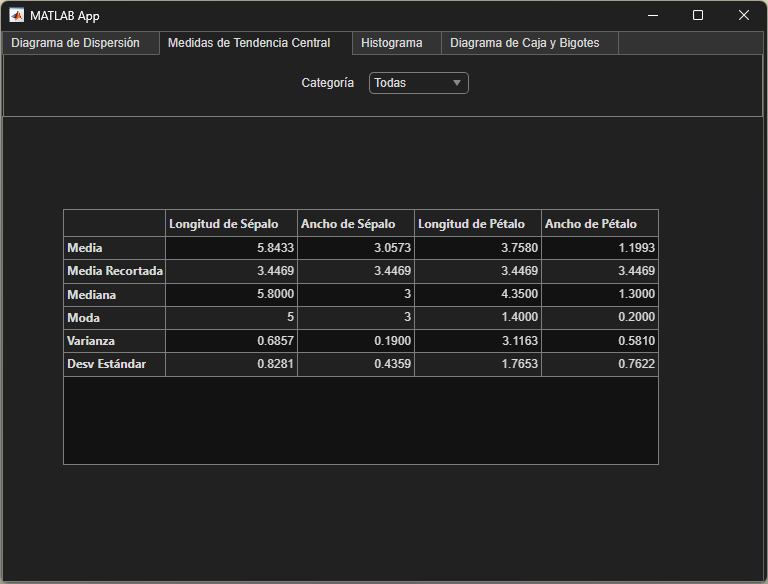 MATLAB App
Diagrama de Dispersión Medidas de Tendencia Central Histograma Diagrama de Caja y Bigotes
Categoría Todas
Longitud de Sépalo Ancho de Sépalo Longitud de Pétalo Ancho de Pétalo
Media 5.8433 3.0573 3.7580 1.1993
Media Recortada 3.4469 3.4469 3.4469 3.4469
Mediana 5.8000 3 4.3500 1.3000
Moda 5 3 1.4000 0.2000
Varianza 0.6857 0.1900 3.1163 0.5810
Desv Estándar 0.8281 0.4359 1.7653 0.7622